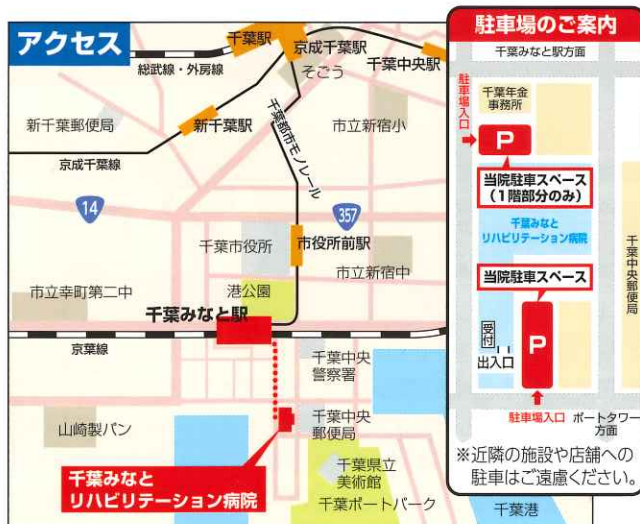 アクセス
千葉駅
京成千葉駅
総武線・外房線
そごう
千葉中央駅
新千葉郵便局
新千葉駅
市立新宿小
京成千葉線
千葉都市モノレール
14
357
千葉市役所
市役所前駅
市立新宿中
市立幸町第二中
港公園
千葉みなと駅
京葉線
千葉中央
警察署
千葉中央
郵便局
山崎製パン
千葉みなと
リハビリテーション病院
千葉県立
美術館
千葉ポートパーク
千葉港
駐車場のご案内
千葉みなと駅方面
駐車場入口
千葉年金
事務所
P
当院駐車スペース
(1階部分のみ)
千葉みなと
リハビリテーション病院
千葉中央郵便局
当院駐車スペース
受付
P
出入口
駐車場入口
ポートタワー
方面
※近隣の施設や店舗への
駐車はご遠慮ください。